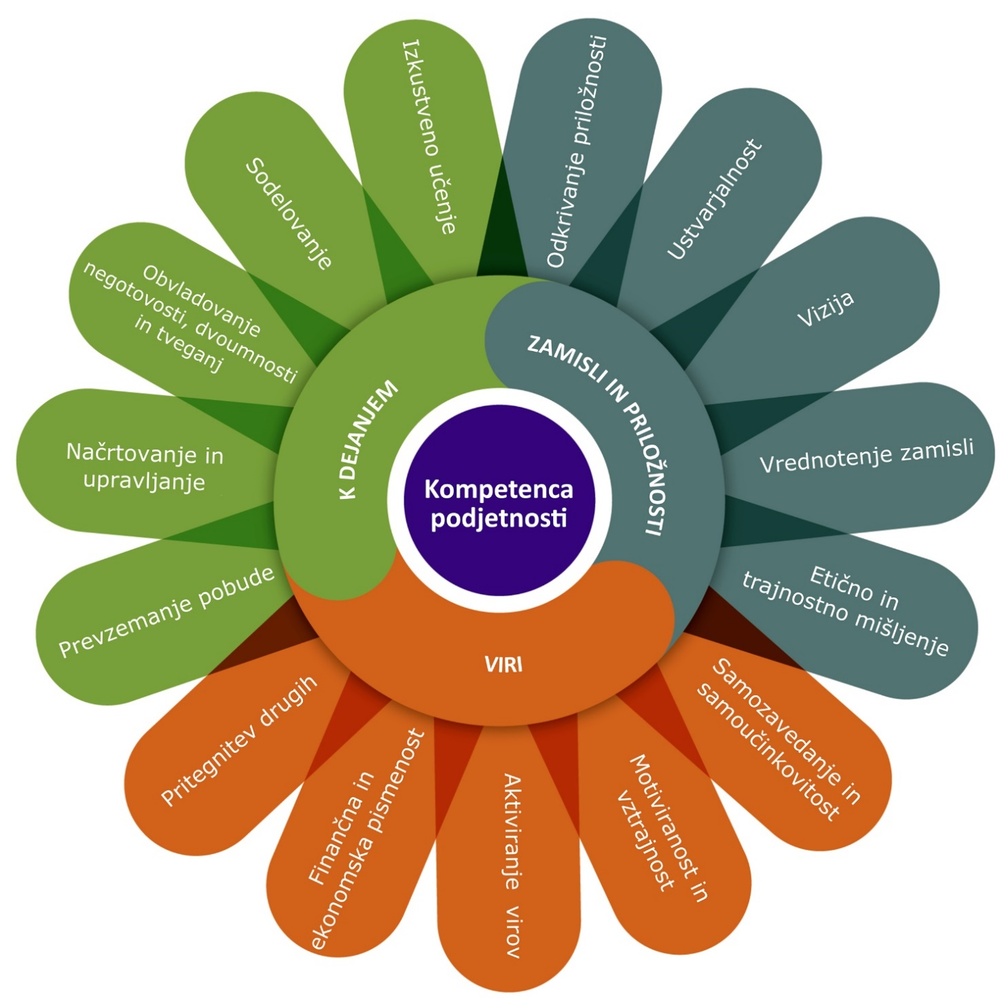 Kompetenca
podjetnosti
ZAMISLI IN PRILOŽNOSTI
Odkrivanje priložnosti
Ustvarjalnost
Vizija
Vrednotenje zamisli
Etično in
trajnostno mišljenje
VIRI
Samozavedanje in
samoučinkovitost
Motiviranost in
vztrajnost
Aktiviranje virov
Finančna in
ekonomska pismenost
Pritegnitev drugih
K DEJANJEM
Prevzemanje pobude
Načrtovanje in
upravljanje
Obvladovanje
negotovosti, dvoumnosti
in tveganj
Sodelovanje
Izkustveno učenje